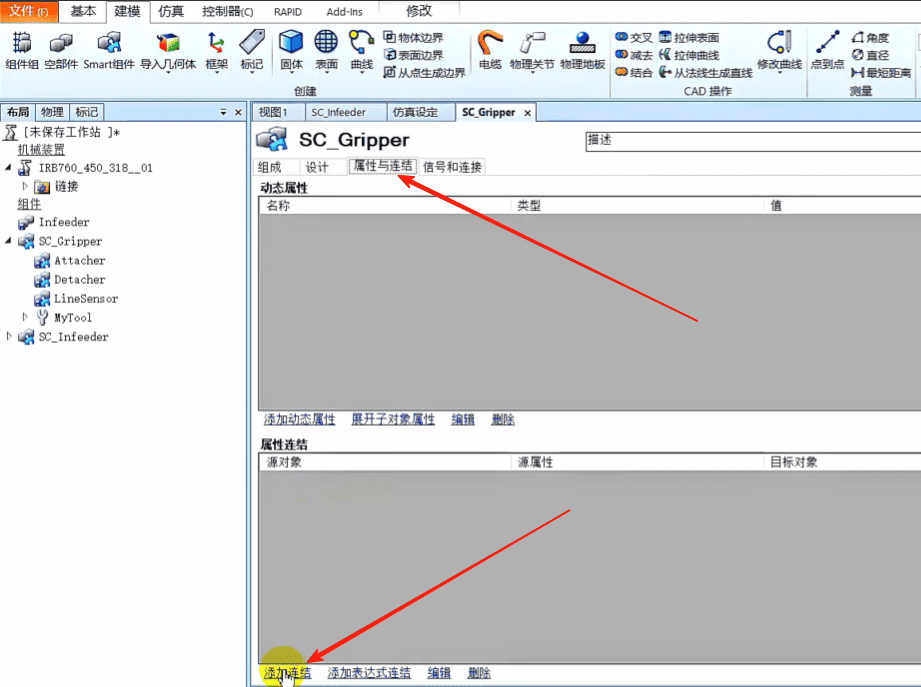 文件(F) 基本 建模 仿真 控制器(C) RAPID Add-Ins 修改
组件组 空部件 Smart组件 导入几何体 框架 标记 固体 表面 曲线
物体边界
表面边界
从点生成边界
创建
电缆 物理关节 物理地板
交叉 拉伸表面
减去 拉伸曲线
结合 从法线生成直线
修改曲线
CAD 操作
点到点
角度
直径
最短距离
测量
布局 物理 标记
[未保存工作站 ]*
机械装置
IRB760_450_318__01
链接
组件
Infeeder
SC_Gripper
Attacher
Detacher
LineSensor
MyTool
SC_Infeeder
视图1 SC_Infeeder 仿真设定 SC_Gripper
SC_Gripper 描述
组成 设计 属性与连结 信号和连接
动态属性
名称 类型 值
添加动态属性 展开子对象属性 编辑 删除
属性连结
源对象 源属性 目标对象
添加连结 添加表达式连结 编辑 删除